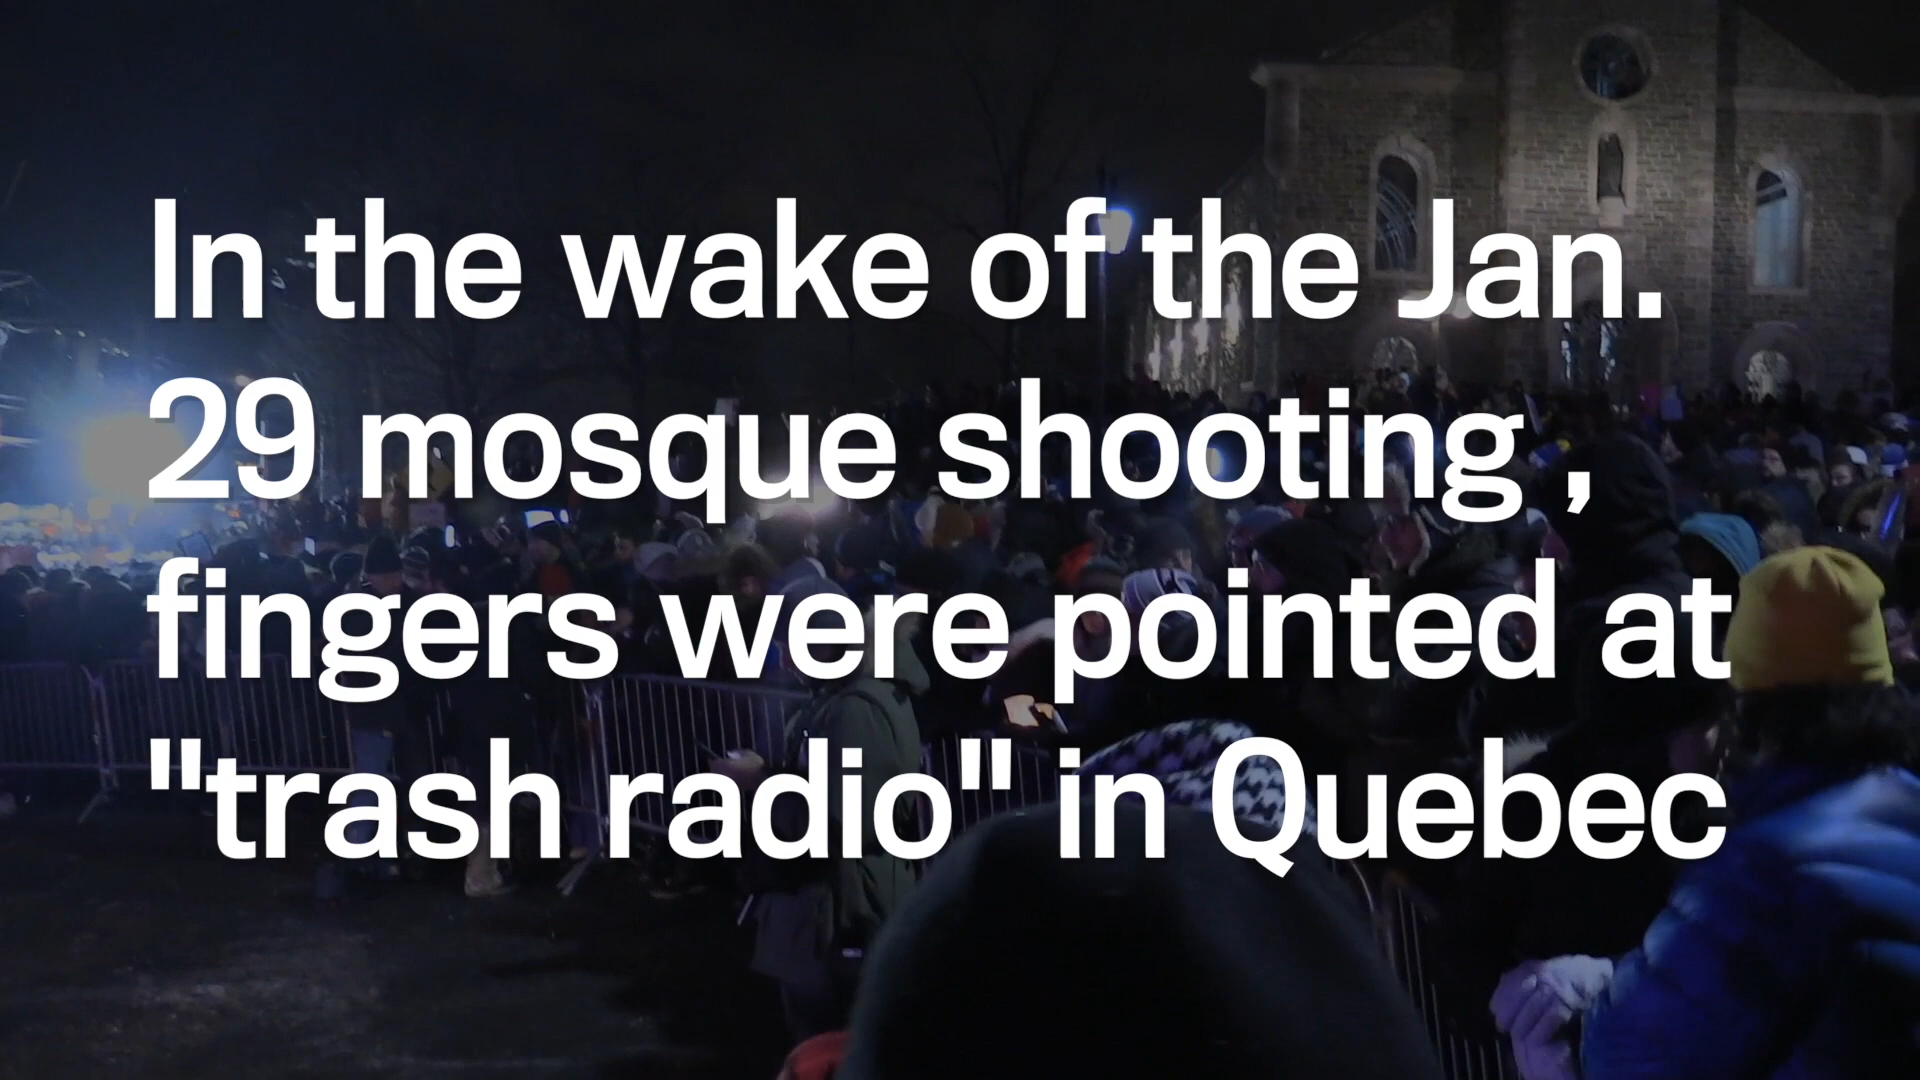 In the wake of the Jan.
29 mosque shooting ,
fingers were pointed at
"trash radio" in Quebec